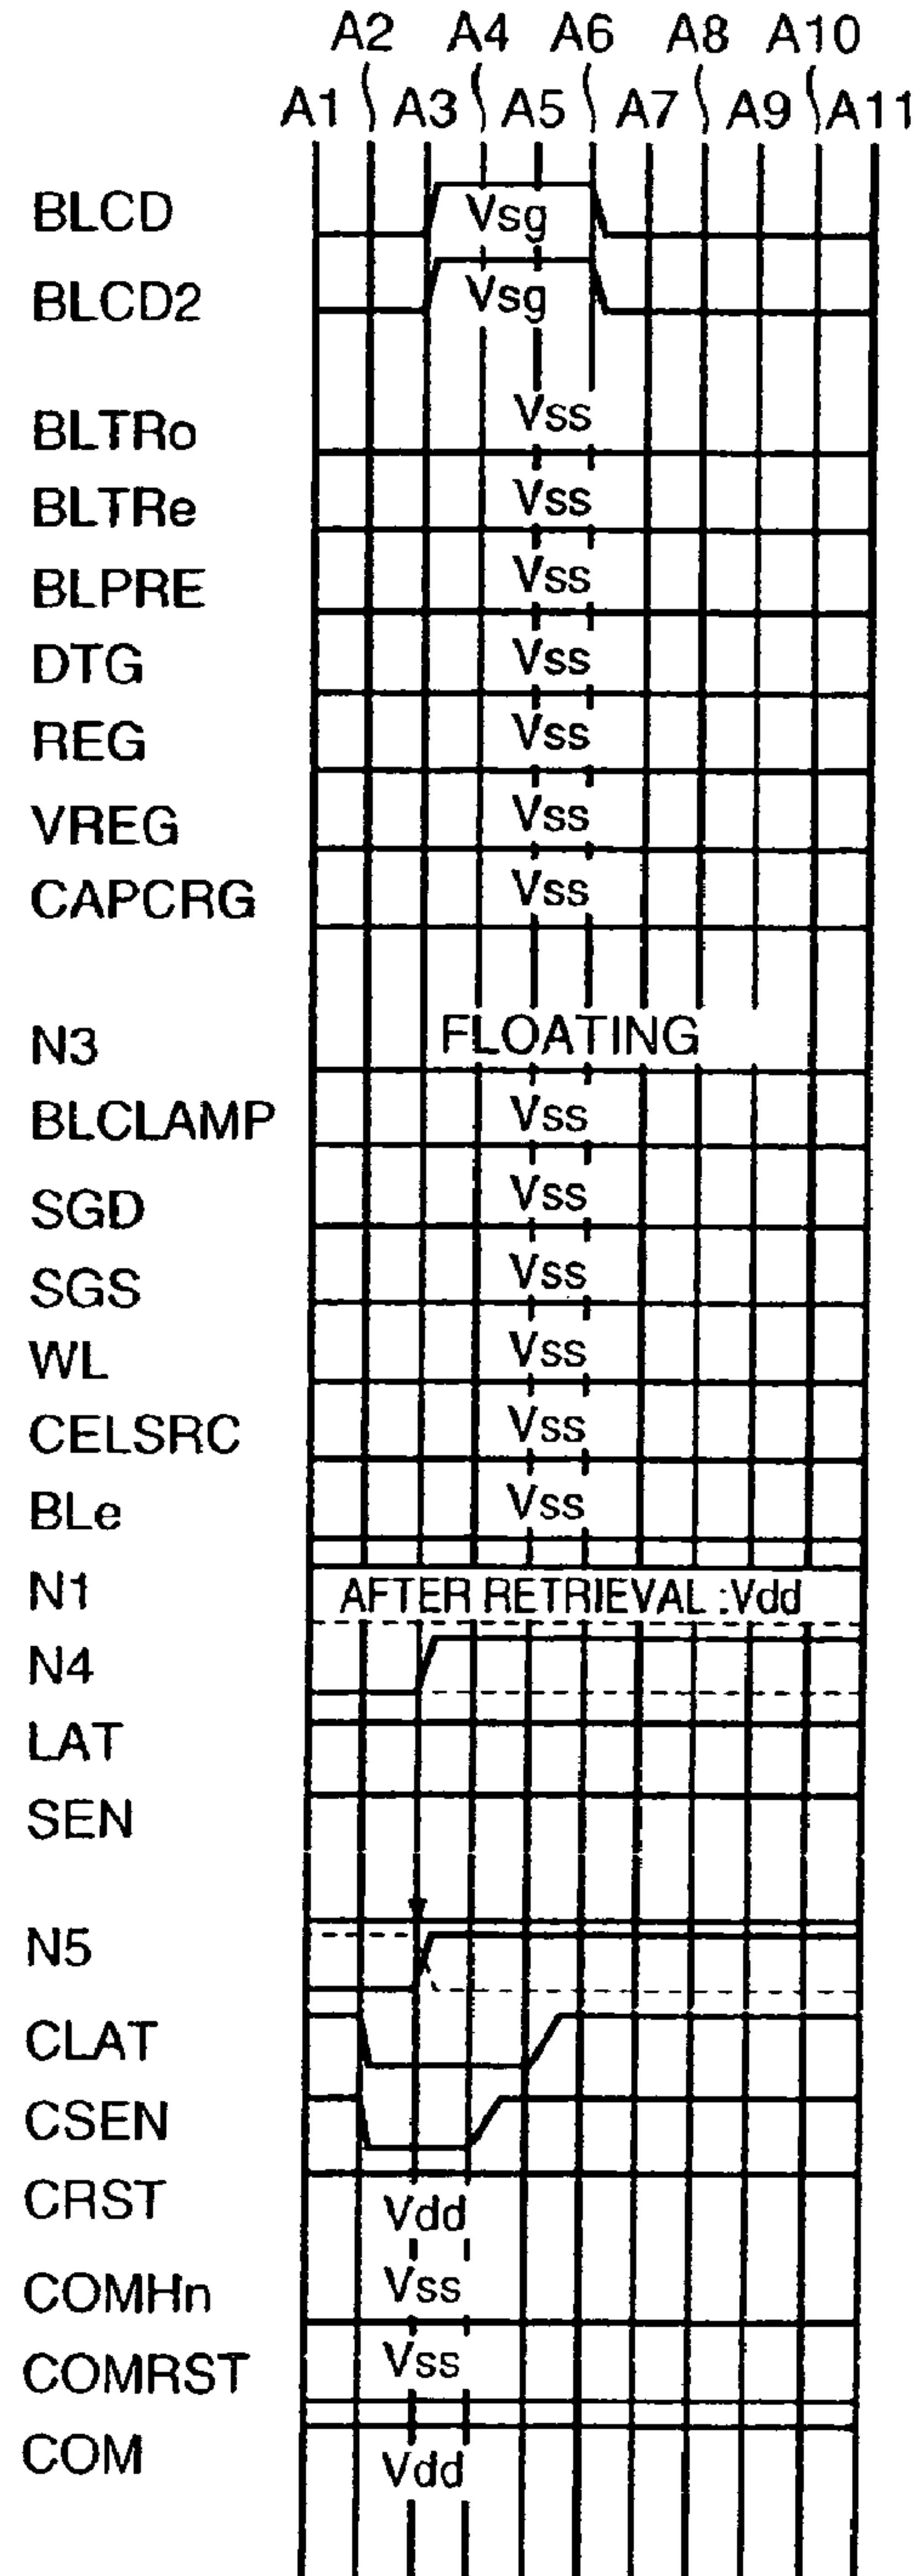 A2 A4 A6 A8 A10
A1 A3 A5 A7 A9 A11
BLCD Vsg
BLCD2 Vsg
BLTRo Vss
BLTRe Vss
BLPRE Vss
DTG Vss
REG Vss
VREG Vss
CAPCRG Vss
N3 FLOATING
BLCLAMP Vss
SGD Vss
SGS Vss
WL Vss
CELSRC Vss
BLe Vss
N1 AFTER RETRIEVAL :Vdd
N4
LAT
SEN
N5
CLAT
CSEN
CRST Vdd
COMHn Vss
COMRST Vss
COM Vdd